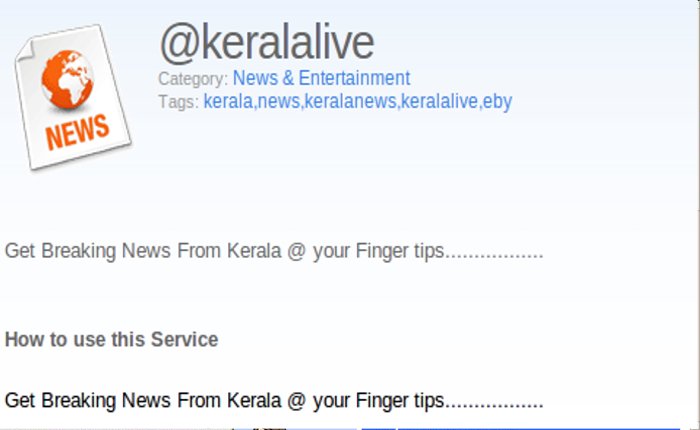 NEWS
@keralalive
Category: News & Entertainment
Tags: kerala,news,keralanews,keralalive,eby
Get Breaking News From Kerala @ your Finger tips.................
How to use this Service
Get Breaking News From Kerala @ your Finger tips.................